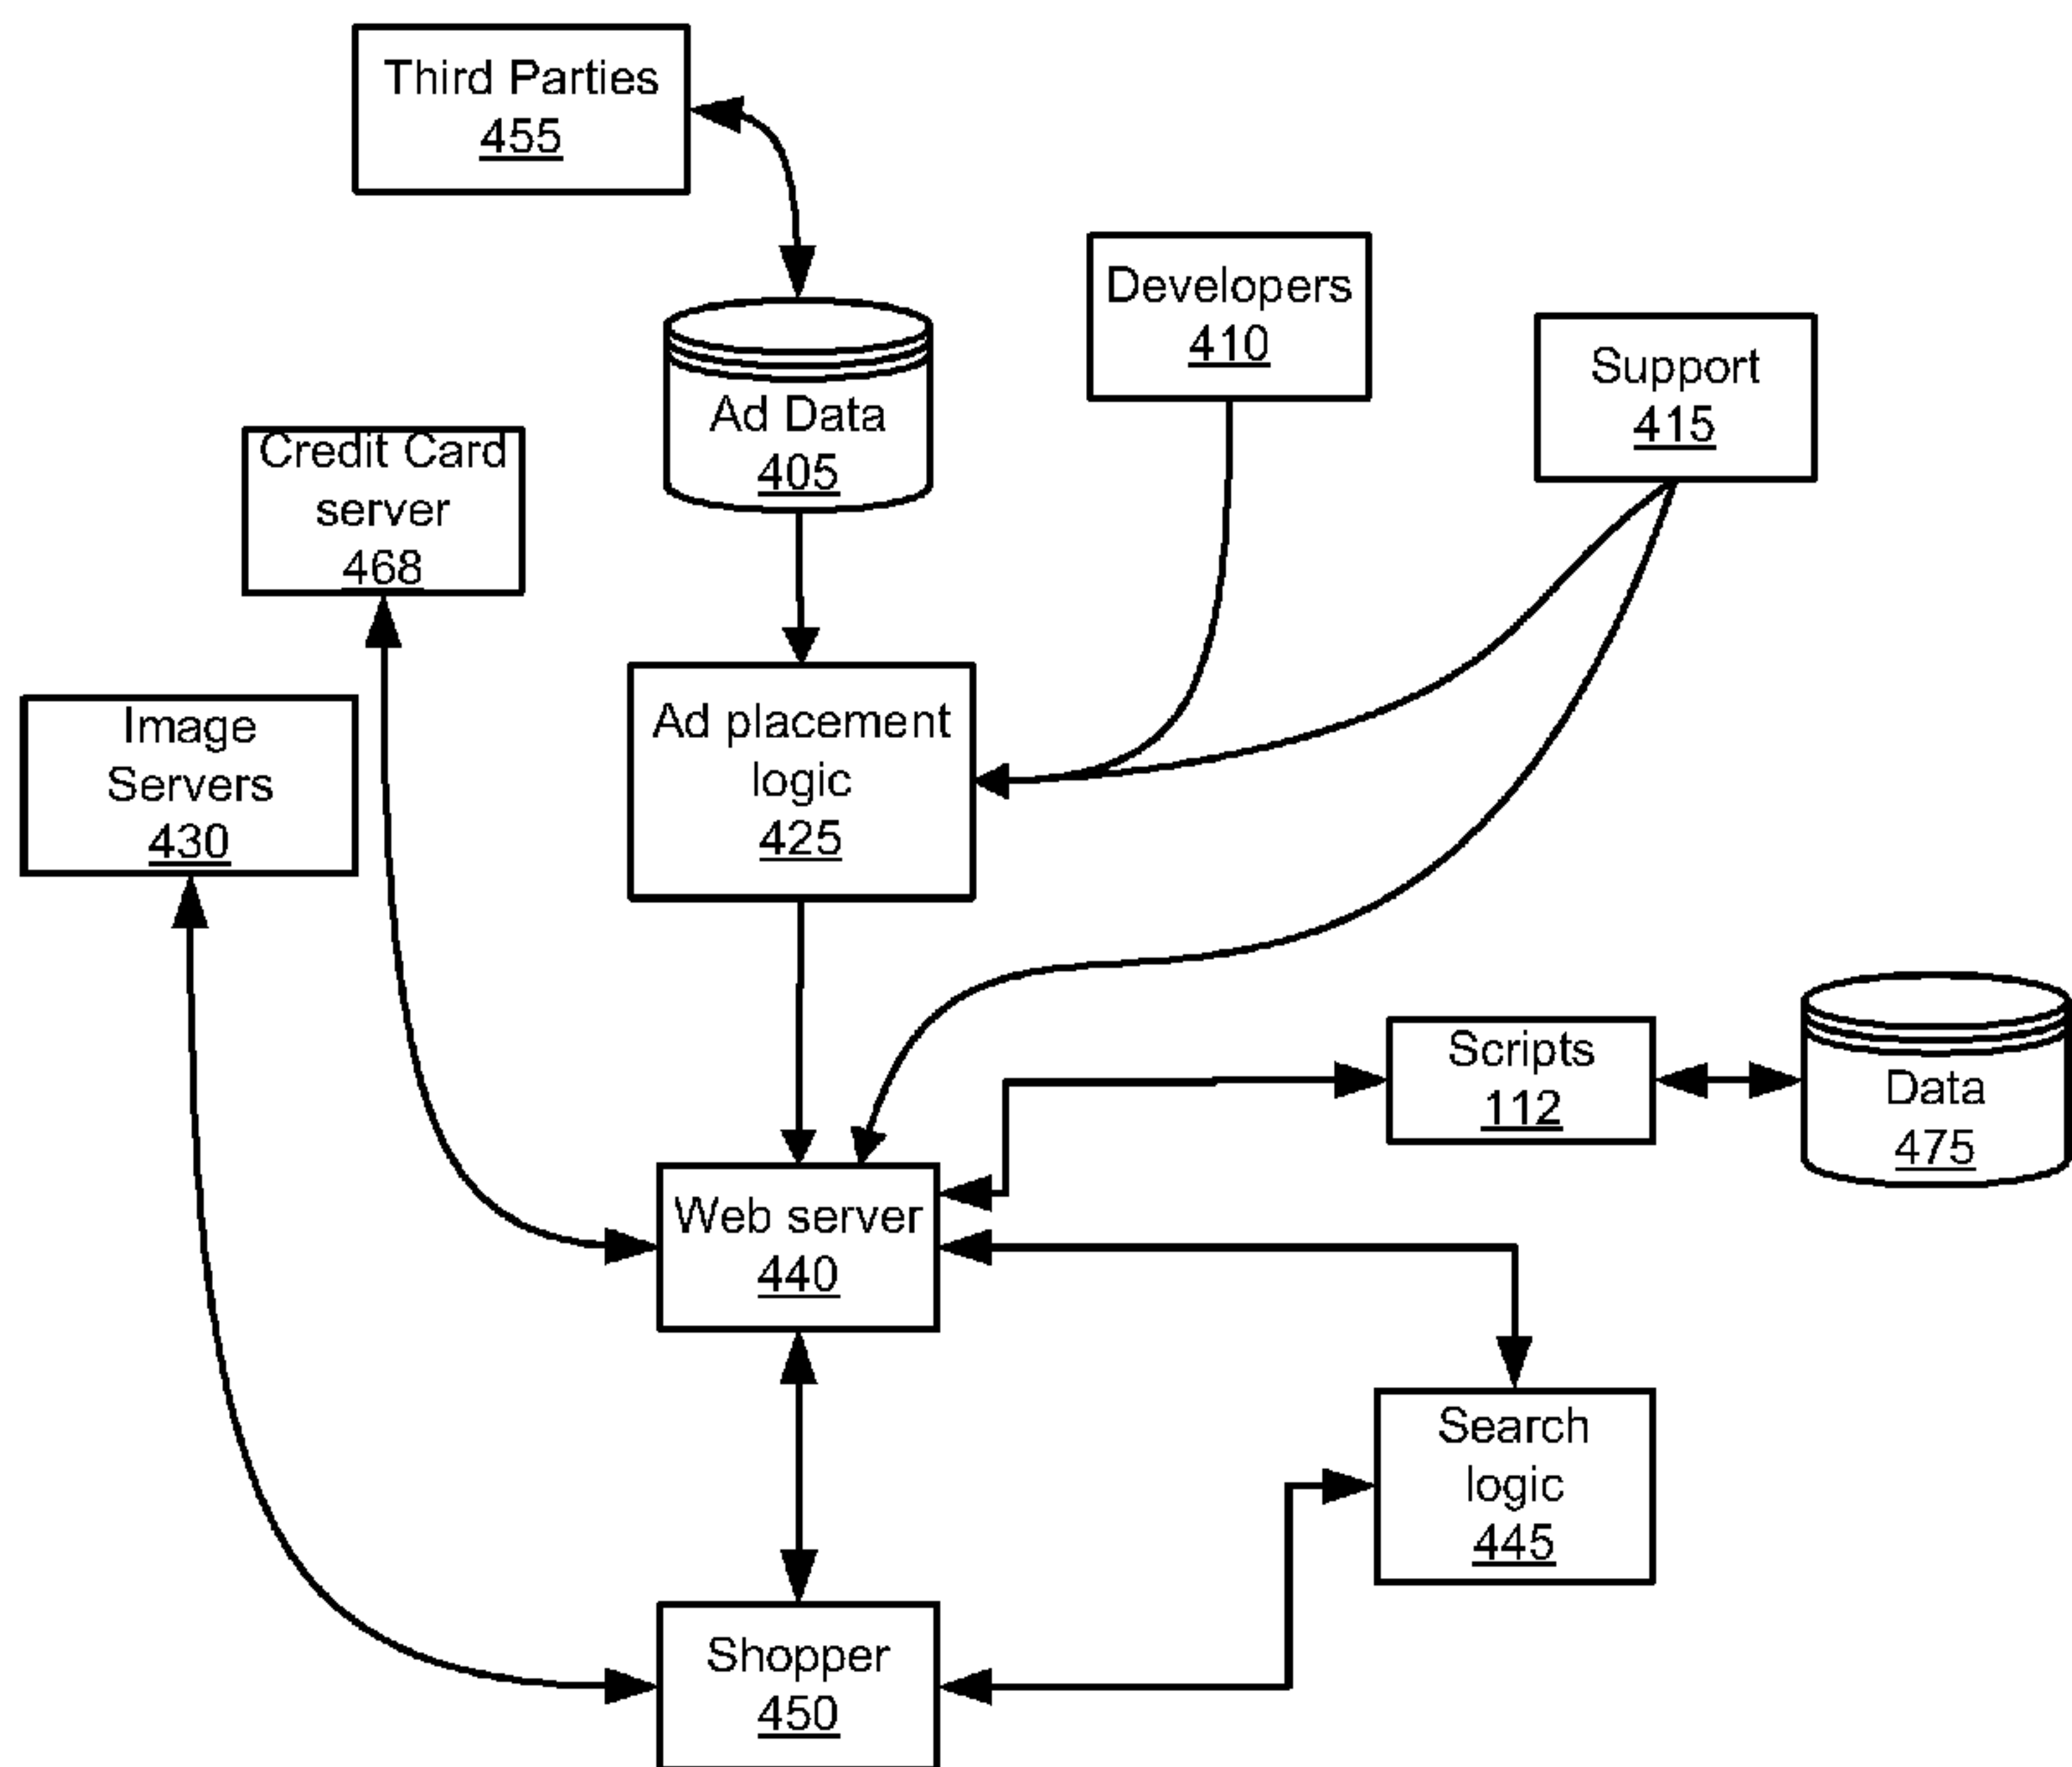 Third Parties
455
Developers
410
Support
415
Ad Data
405
Credit Card
server
468
Image
Servers
430
Ad placement
logic
425
Scripts
112
Data
475
Web server
440
Search
logic
445
Shopper
450